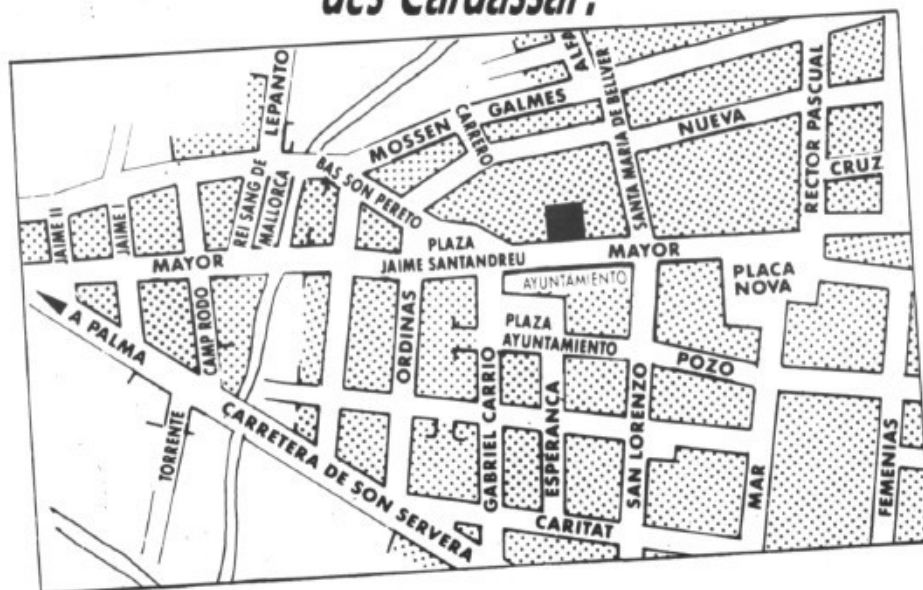 des Cardassar.
LEPANTO
MOSSEN GALMES
ALFA
SANTA MARIA DE BELLVER
CARRERO
NUEVA
RECTOR PASCUAL
CRUZ
BAS SON PERETO
REI SANG DE
MALLORCA
JAIME II
JAIME I
MAYOR
PLAZA
JAIME SANTANDREU
MAYOR
PLACA
NOVA
AYUNTAMIENTO
A PALMA
CAMP RODO
ORDINAS
PLAZA
AYUNTAMIENTO
POZO
TORRENTE
CARRETERA DE SON SERVERA
GABRIEL CARRIO
ESPERANCA
SAN LORENZO
MAR
FEMENIAS
CARITAT